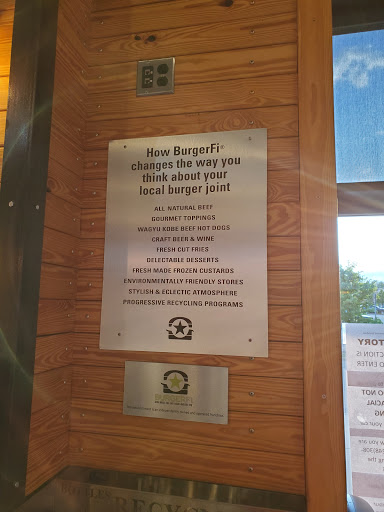 How BurgerFi®
changes the way you
think about your
local burger joint
ALL NATURAL BEEF
GOURMET TOPPINGS
WAGYU KOBE BEEF HOT DOGS
CRAFT BEER & WINE
FRESH CUT FRIES
DELECTABLE DESSERTS
FRESH MADE FROZEN CUSTARDS
ENVIRONMENTALLY FRIENDLY STORES
STYLISH & ECLECTIC ATMOSPHERE
PROGRESSIVE RECYCLING PROGRAMS
BOTTLES